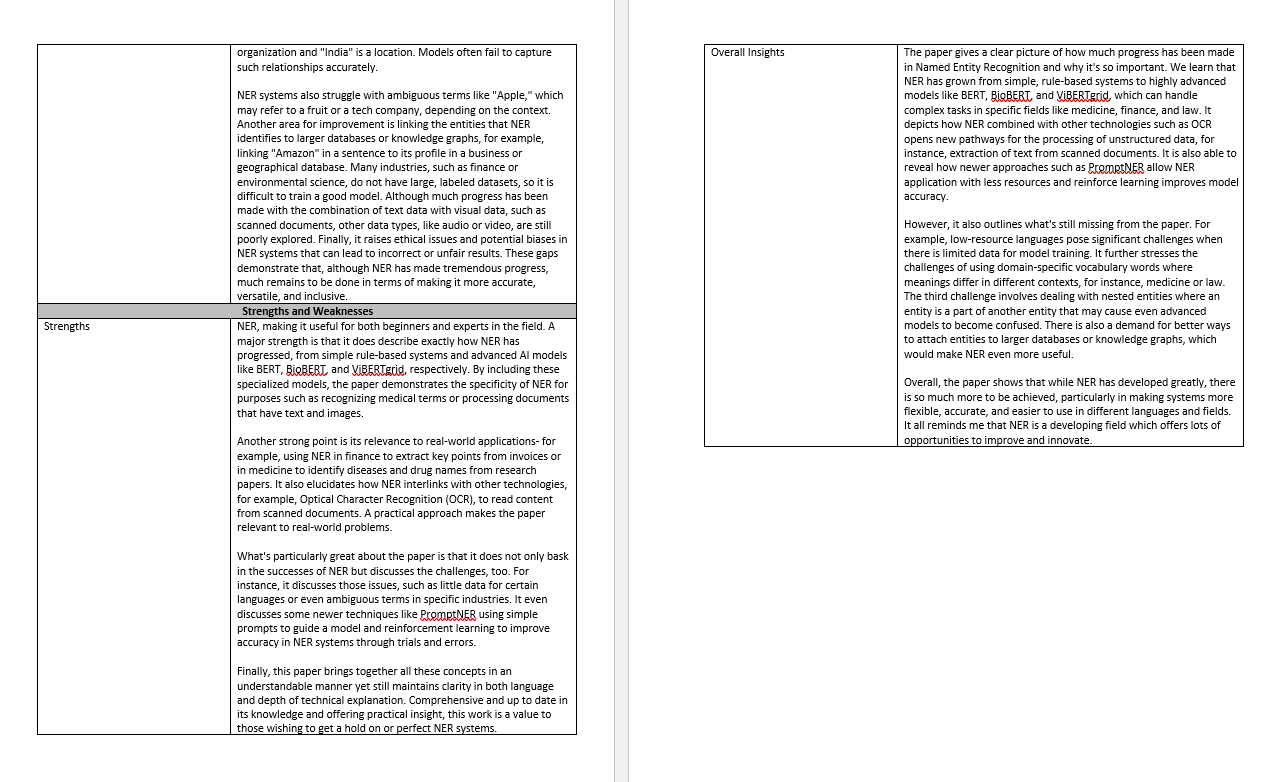 organization and "India" is a location. Models often fail to capture
such relationships accurately.
NER systems also struggle with ambiguous terms like "Apple," which
may refer to a fruit or a tech company, depending on the context.
Another area for improvement is linking the entities that NER
identifies to larger databases or knowledge graphs, for example,
linking "Amazon" in a sentence to its profile in a business or
geographical database. Many industries, such as finance or
environmental science, do not have large, labeled datasets, so it is
difficult to train a good model. Although much progress has been
made with the combination of text data with visual data, such as
scanned documents, other data types, like audio or video, are still
poorly explored. Finally, it raises ethical issues and potential biases in
NER systems that can lead to incorrect or unfair results. These gaps
demonstrate that, although NER has made tremendous progress,
much remains to be done in terms of making it more accurate,
versatile, and inclusive.
Strengths and Weaknesses
Strengths
NER, making it useful for both beginners and experts in the field. A
major strength is that it does describe exactly how NER has
progressed, from simple rule-based systems and advanced AI models
like BERT, BioBERT, and ViBERTgrid, respectively. By including these
specialized models, the paper demonstrates the specificity of NER for
purposes such as recognizing medical terms or processing documents
that have text and images.
Another strong point is its relevance to real-world applications- for
example, using NER in finance to extract key points from invoices or
in medicine to identify diseases and drug names from research
papers. It also elucidates how NER interlinks with other technologies,
for example, Optical Character Recognition (OCR), to read content
from scanned documents. A practical approach makes the paper
relevant to real-world problems.
What's particularly great about the paper is that it does not only bask
in the successes of NER but discusses the challenges, too. For
instance, it discusses those issues, such as little data for certain
languages or even ambiguous terms in specific industries. It even
discusses some newer techniques like PromptNER using simple
prompts to guide a model and reinforcement learning to improve
accuracy in NER systems through trials and errors.
Finally, this paper brings together all these concepts in an
understandable manner yet still maintains clarity in both language
and depth of technical explanation. Comprehensive and up to date in
its knowledge and offering practical insight, this work is a value to
those wishing to get a hold on or perfect NER systems.
Overall Insights
The paper gives a clear picture of how much progress has been made
in Named Entity Recognition and why it's so important. We learn that
NER has grown from simple, rule-based systems to highly advanced
models like BERT, BioBERT, and ViBERTgrid, which can handle
complex tasks in specific fields like medicine, finance, and law. It
depicts how NER combined with other technologies such as OCR
opens new pathways for the processing of unstructured data, for
instance, extraction of text from scanned documents. It is also able to
reveal how newer approaches such as PromptNER allow NER
application with less resources and reinforce learning improves model
accuracy.
However, it also outlines what's still missing from the paper. For
example, low-resource languages pose significant challenges when
there is limited data for model training. It further stresses the
challenges of using domain-specific vocabulary words where
meanings differ in different contexts, for instance, medicine or law.
The third challenge involves dealing with nested entities where an
entity is a part of another entity that may cause even advanced
models to become confused. There is also a demand for better ways
to attach entities to larger databases or knowledge graphs, which
would make NER even more useful.
Overall, the paper shows that while NER has developed greatly, there
is so much more to be achieved, particularly in making systems more
flexible, accurate, and easier to use in different languages and fields.
It all reminds me that NER is a developing field which offers lots of
opportunities to improve and innovate.